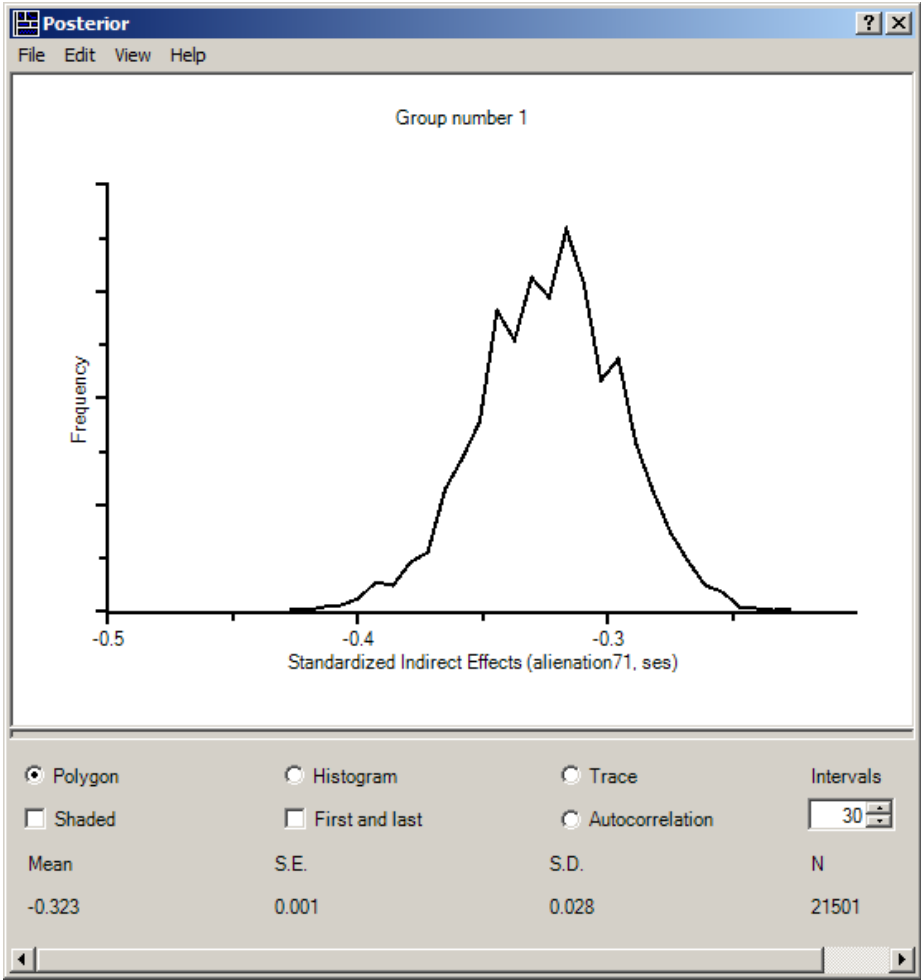 Posterior
File Edit View Help
Group number 1
Frequency
-0.5 -0.4 -0.3
Standardized Indirect Effects (alienation71, ses)
Polygon Histogram Trace Intervals
Shaded First and last Autocorrelation 30
Mean S.E. S.D. N
-0.323 0.001 0.028 21501